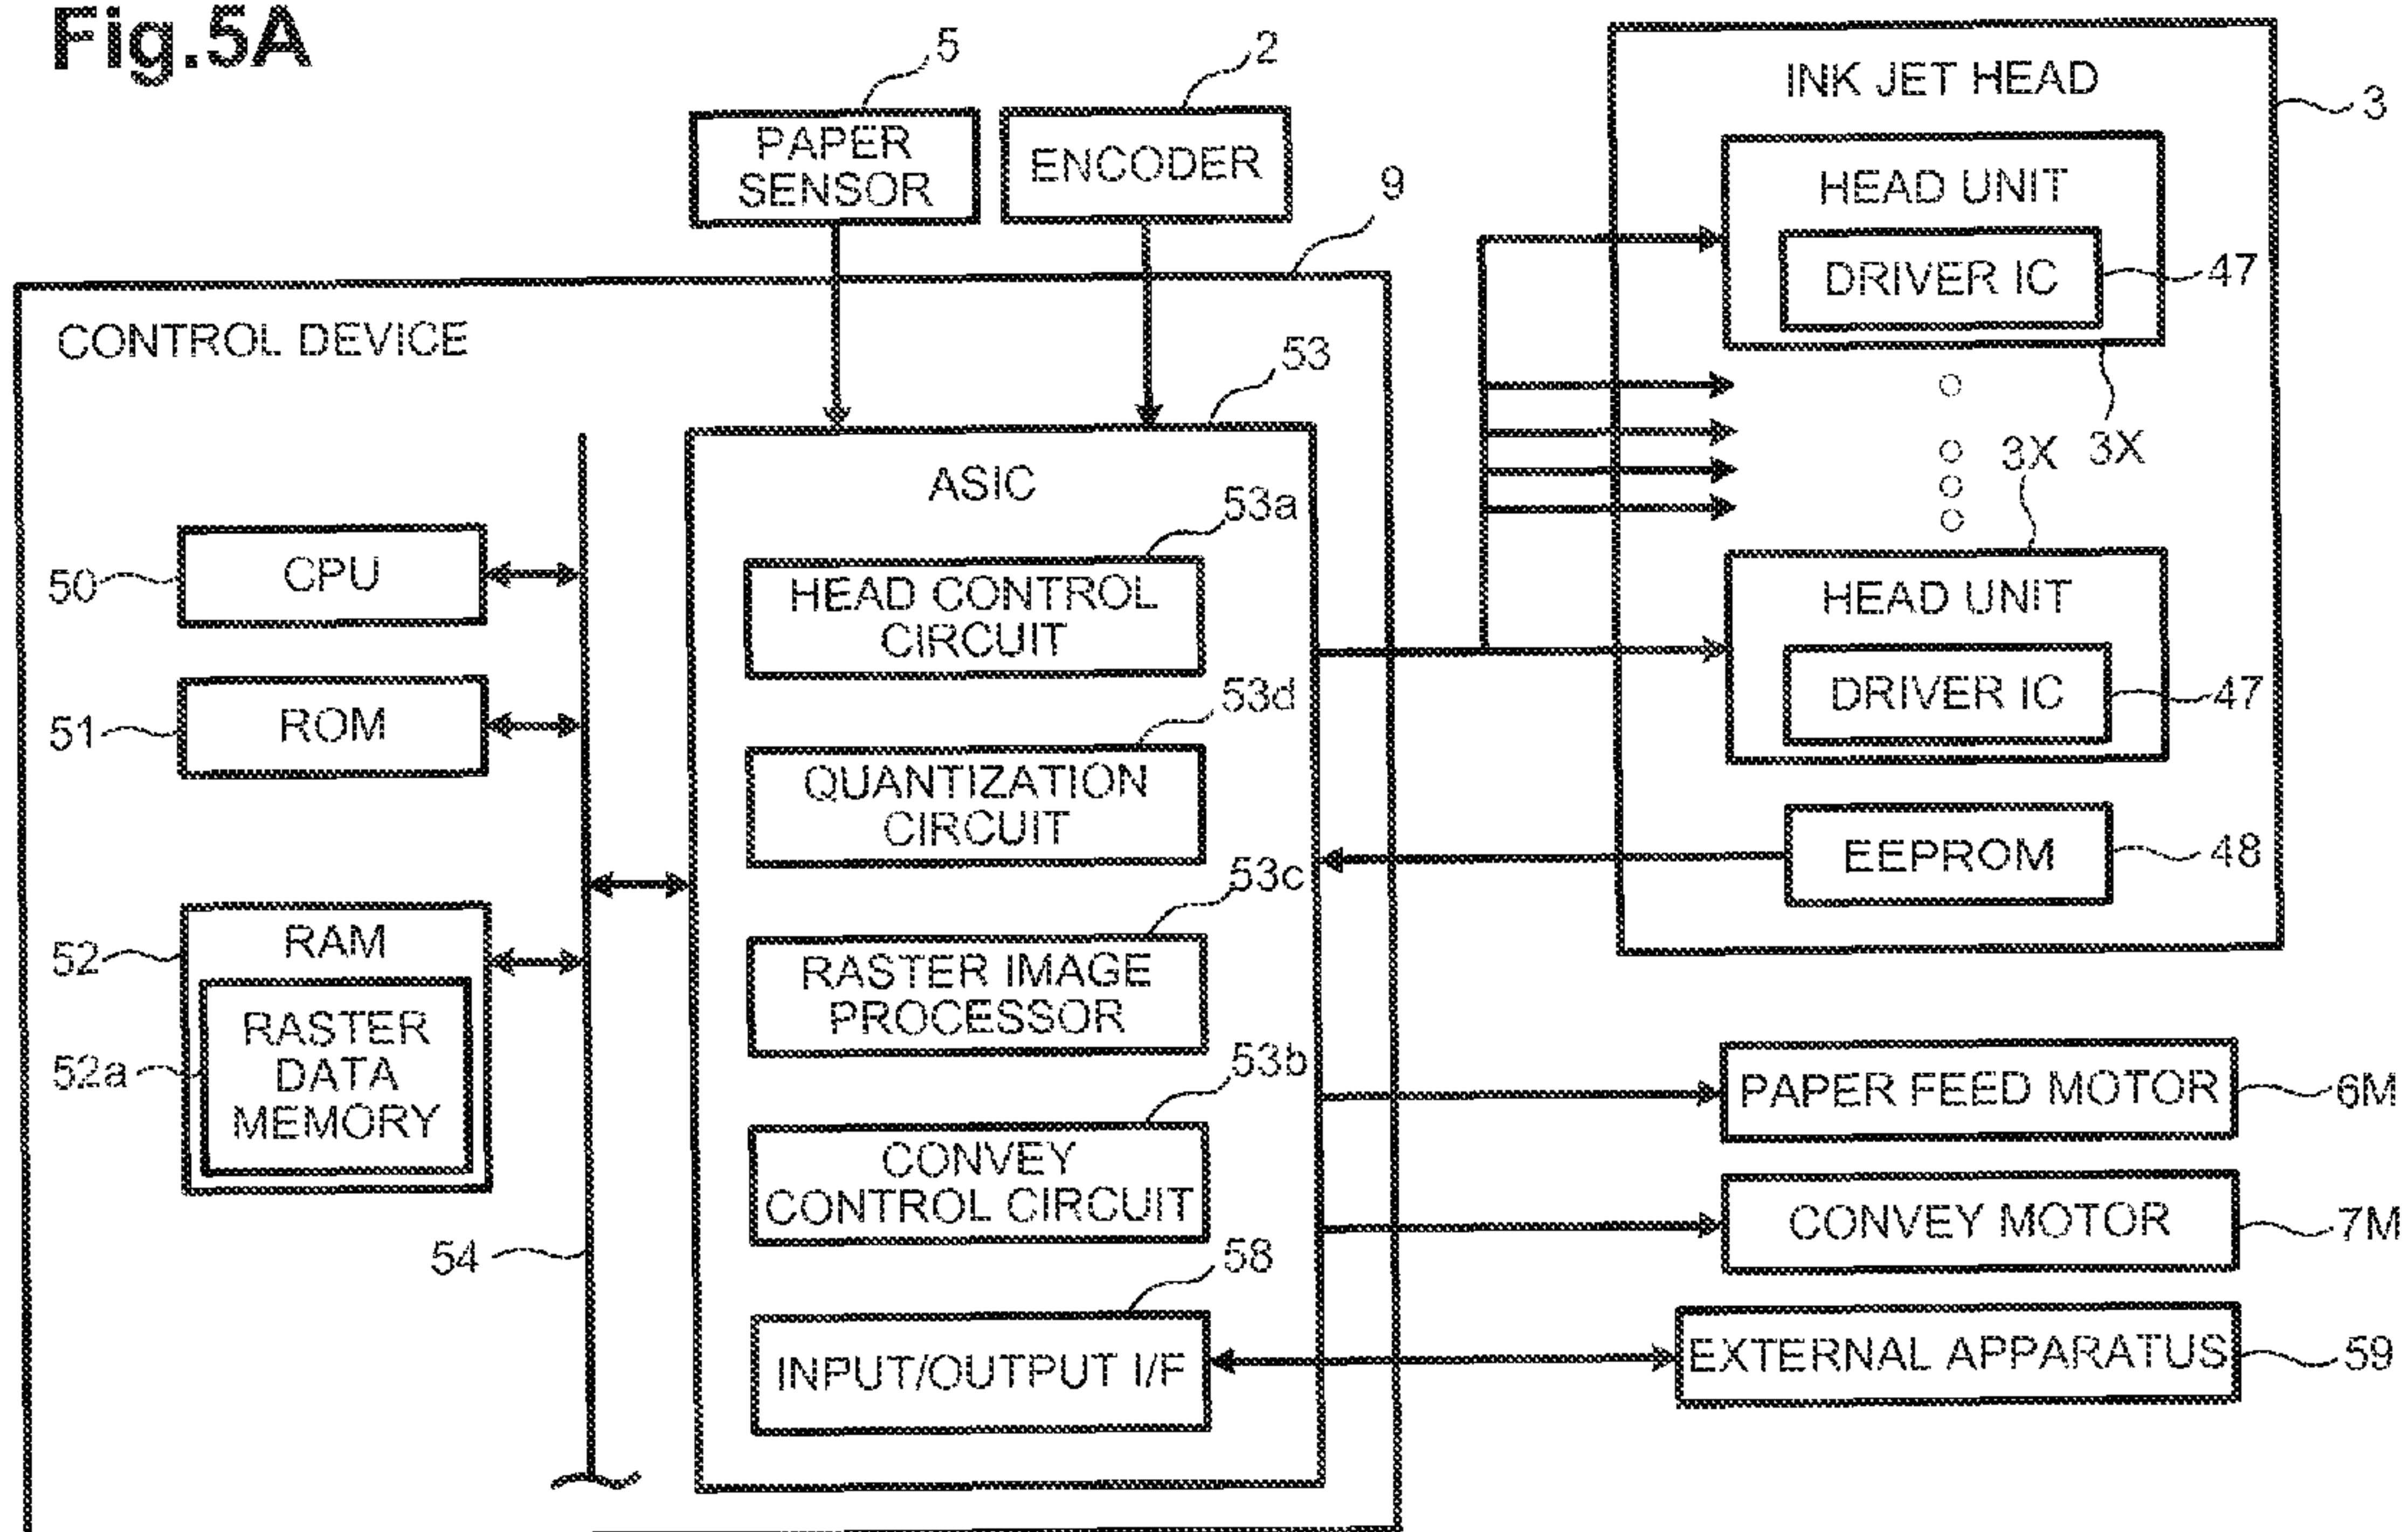 Fig.5A
5
2
PAPER
SENSOR
ENCODER
9
INK JET HEAD
3
HEAD UNIT
DRIVER IC
47
3X
3X
HEAD UNIT
DRIVER IC
47
EEPROM
48
CONTROL DEVICE
53
ASIC
50
CPU
51
ROM
52
RAM
52a
RASTER
DATA
MEMORY
54
53a
HEAD CONTROL
CIRCUIT
53d
QUANTIZATION
CIRCUIT
53c
RASTER IMAGE
PROCESSOR
53b
CONVEY
CONTROL CIRCUIT
58
INPUT/OUTPUT I/F
PAPER FEED MOTOR
6M
CONVEY MOTOR
7M
EXTERNAL APPARATUS
59